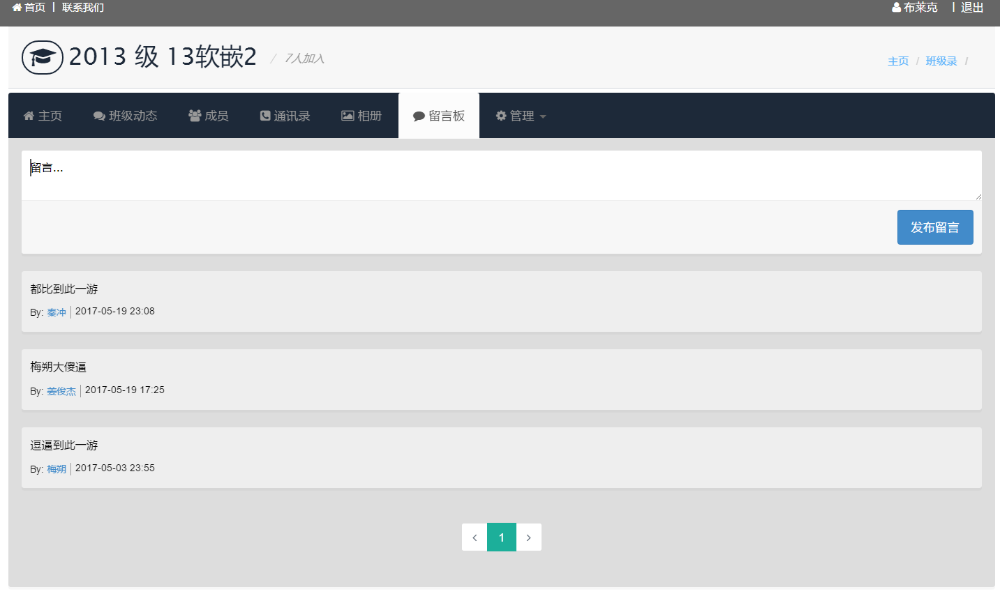 首页 | 联系我们 布莱克 | 退出
2013 级 13软嵌2 / 7人加入 主页 / 班级录 /
主页 班级动态 成员 通讯录 相册 留言板 管理
留言...
发布留言
都比到此一游
By: 秦冲 | 2017-05-19 23:08
梅朔大傻逼
By: 姜俊杰 | 2017-05-19 17:25
逗逼到此一游
By: 梅朔 | 2017-05-03 23:55
‹ 1 ›